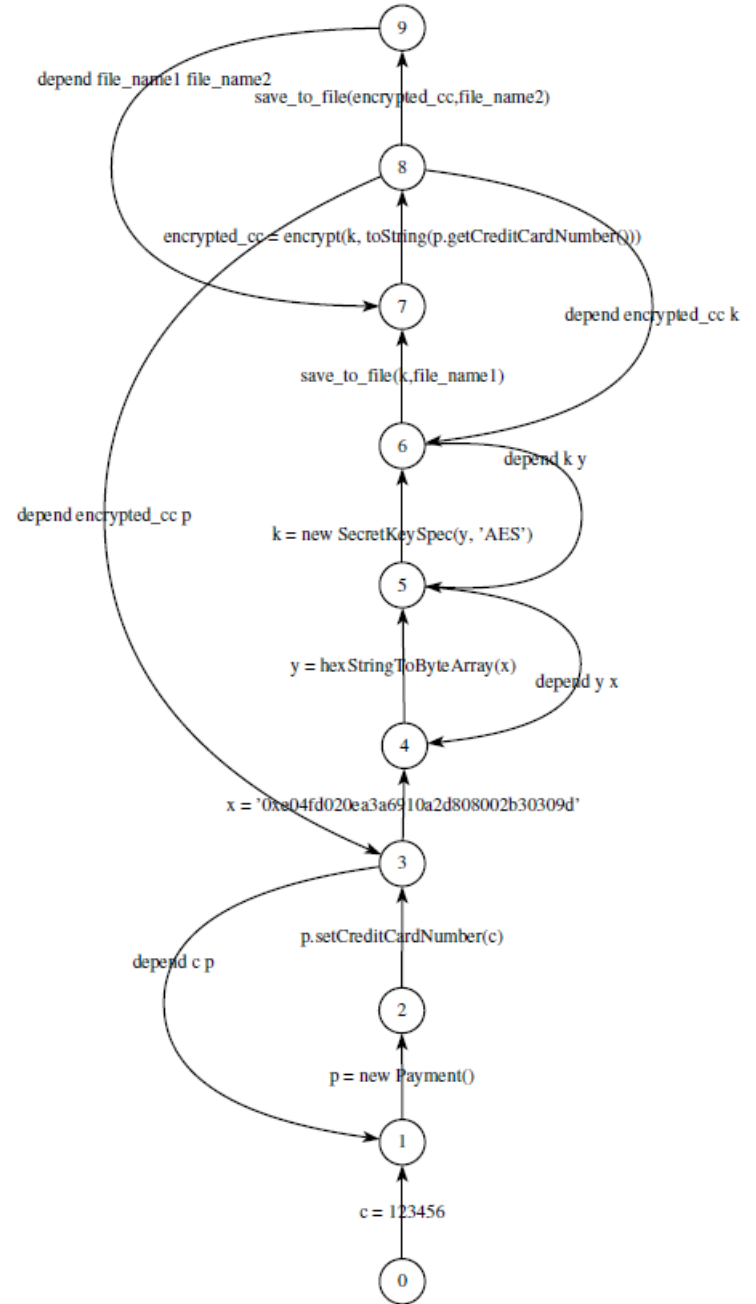 9
depend file_name1 file_name2
save_to_file(encrypted_cc,file_name2)
8
encrypted_cc = encrypt(k, toString(p.getCreditCardNumber()))
7
depend encrypted_cc k
save_to_file(k,file_name1)
6
depend k y
depend encrypted_cc p
k = new SecretKeySpec(y, 'AES')
5
y = hexStringToByteArray(x)
depend y x
4
x = '0xe04fd020ea3a6910a2d808002b30309d'
3
p.setCreditCardNumber(c)
depend c p
2
p = new Payment()
1
c = 123456
0